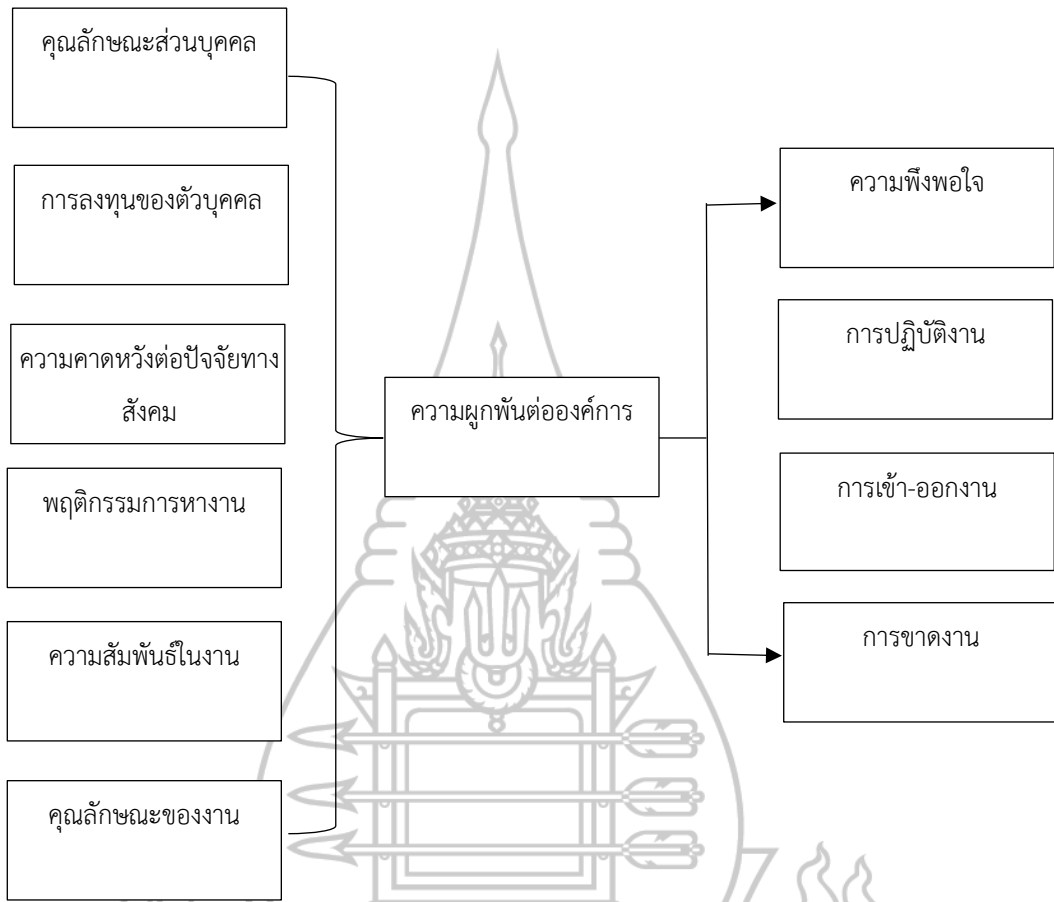 คุณลักษณะส่วนบุคคล
การลงทุนของตัวบุคคล
ความคาดหวังต่อปัจจัยทาง
สังคม
พฤติกรรมการหางาน
ความสัมพันธ์ในงาน
คุณลักษณะของงาน
ความผูกพันต่อองค์การ
ความพึงพอใจ
การปฏิบัติงาน
การเข้า-ออกงาน
การขาดงาน